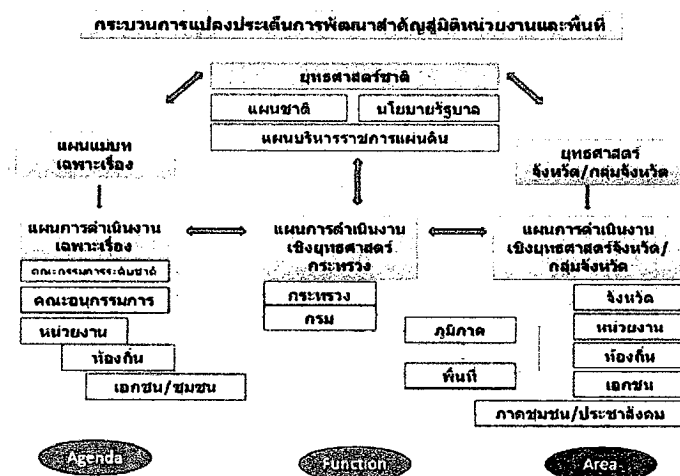 กระบวนการแปลงประเด็นการพัฒนาสำคัญสู่มิติหน่วยงานและพื้นที่
ยุทธศาสตร์ชาติ
แผนชาติ
นโยบายรัฐบาล
แผนบริหารราชการแผ่นดิน
แผนแม่บท
เฉพาะเรื่อง
ยุทธศาสตร์
จังหวัด/กลุ่มจังหวัด
แผนการดำเนินงาน
เฉพาะเรื่อง
คณะกรรมการระดับชาติ
คณะอนุกรรมการ
หน่วยงาน
ท้องถิ่น
เอกชน/ชุมชน
แผนการดำเนินงาน
เชิงยุทธศาสตร์
กระทรวง
กระทรวง
กรม
ภูมิภาค
พื้นที่
แผนการดำเนินงาน
เชิงยุทธศาสตร์จังหวัด/
กลุ่มจังหวัด
จังหวัด
หน่วยงาน
ท้องถิ่น
เอกชน
ภาคชุมชน/ประชาสังคม
Agenda
Function
Area